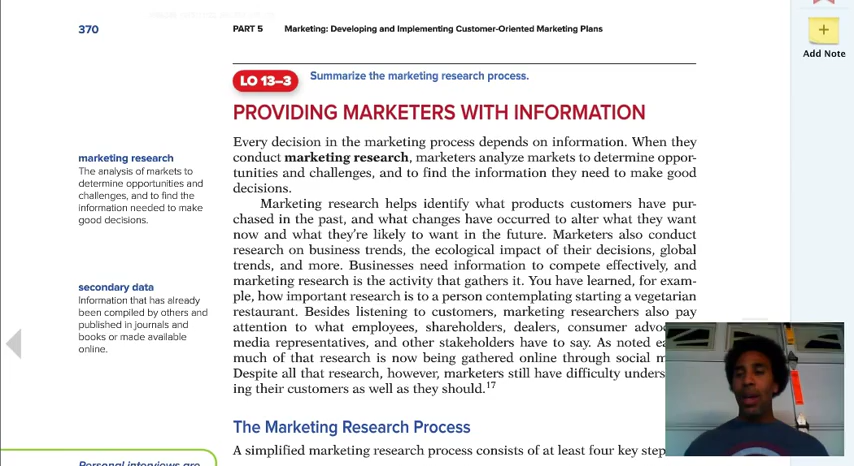 370
PART 5 Marketing: Developing and Implementing Customer-Oriented Marketing Plans
Add Note
LO 13–3 Summarize the marketing research process.
PROVIDING MARKETERS WITH INFORMATION
Every decision in the marketing process depends on information. When they
conduct marketing research, marketers analyze markets to determine oppor-
tunities and challenges, and to find the information they need to make good
decisions.
Marketing research helps identify what products customers have pur-
chased in the past, and what changes have occurred to alter what they want
now and what they're likely to want in the future. Marketers also conduct
research on business trends, the ecological impact of their decisions, global
trends, and more. Businesses need information to compete effectively, and
marketing research is the activity that gathers it. You have learned, for exam-
ple, how important research is to a person contemplating starting a vegetarian
restaurant. Besides listening to customers, marketing researchers also pay
attention to what employees, shareholders, dealers, consumer
media representatives, and other stakeholders have to say. As noted
much of that research is now being gathered online through social
Despite all that research, however, marketers still have difficulty
ing their customers as well as they should.17
The Marketing Research Process
A simplified marketing research process consists of at least four key
marketing research
The analysis of markets to
determine opportunities and
challenges, and to find the
information needed to make
good decisions.
secondary data
Information that has already
been compiled by others and
published in journals and
books or made available
online.
Personal interviews are